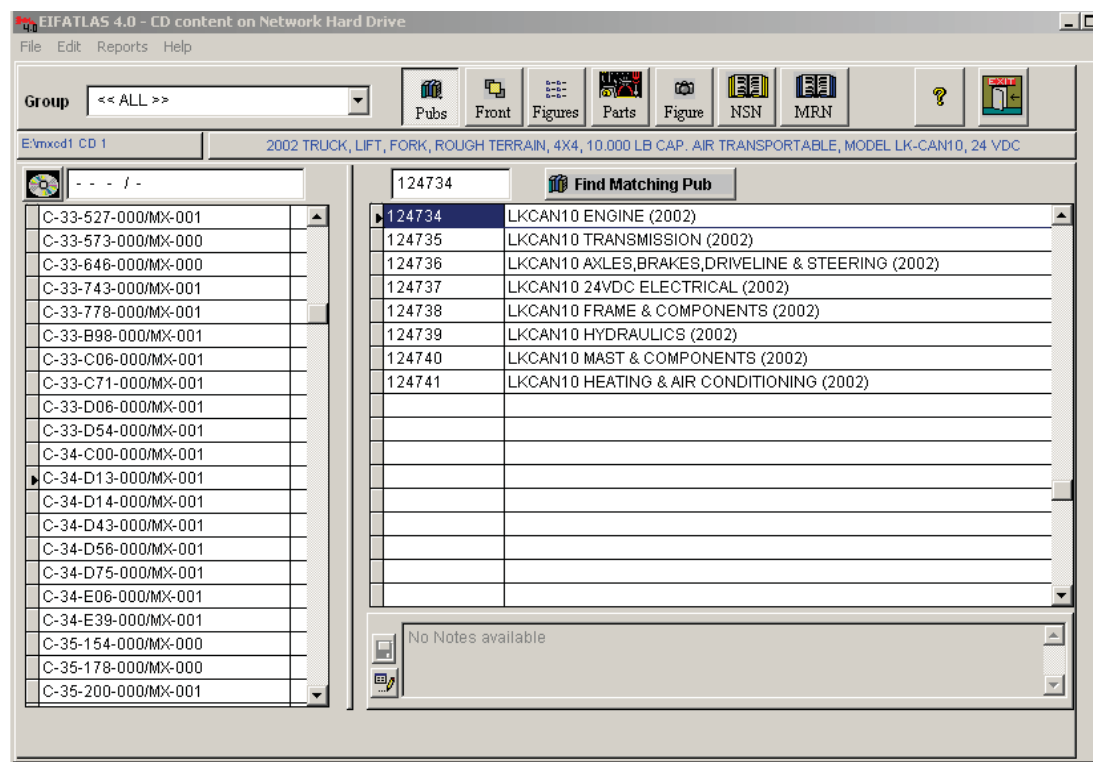 EIFATLAS 4.0 - CD content on Network Hard Drive
File Edit Reports Help
Group << ALL >> Pubs Front Figures Parts Figure NSN MRN ? EXIT
E:\mxcd1 CD 1 2002 TRUCK, LIFT, FORK, ROUGH TERRAIN, 4X4, 10.000 LB CAP. AIR TRANSPORTABLE, MODEL LK-CAN10, 24 VDC
- - - / - 124734 Find Matching Pub
C-33-527-000/MX-001 124734 LKCAN10 ENGINE (2002)
C-33-573-000/MX-000 124735 LKCAN10 TRANSMISSION (2002)
C-33-646-000/MX-000 124736 LKCAN10 AXLES,BRAKES,DRIVELINE & STEERING (2002)
C-33-743-000/MX-001 124737 LKCAN10 24VDC ELECTRICAL (2002)
C-33-778-000/MX-001 124738 LKCAN10 FRAME & COMPONENTS (2002)
C-33-B98-000/MX-001 124739 LKCAN10 HYDRAULICS (2002)
C-33-C06-000/MX-001 124740 LKCAN10 MAST & COMPONENTS (2002)
C-33-C71-000/MX-001 124741 LKCAN10 HEATING & AIR CONDITIONING (2002)
C-33-D06-000/MX-001
C-33-D54-000/MX-001
C-34-C00-000/MX-001
C-34-D13-000/MX-001
C-34-D14-000/MX-001
C-34-D43-000/MX-001
C-34-D56-000/MX-001
C-34-D75-000/MX-001
C-34-E06-000/MX-001
C-34-E39-000/MX-001
C-35-154-000/MX-000
C-35-178-000/MX-000
C-35-200-000/MX-001
No Notes available